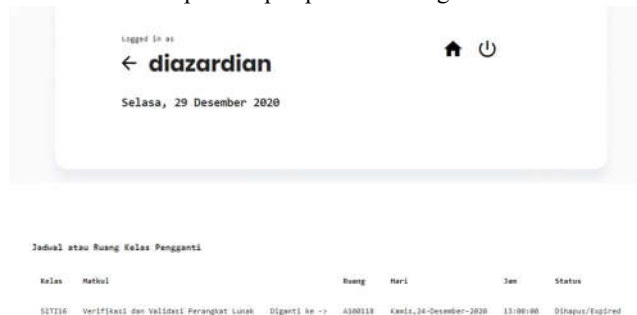 Logged in as
← diazardian
Selasa, 29 Desember 2020
Jadwal atau Ruang Kelas Pengganti
Kelas Matkul Ruang Hari Jam Status
SITI16 Verifikasi dan Validasi Perangkat Lunak Diganti ke -> A100118 Kamis,24-Desember-2020 13:00:00 Dihapus/Expired